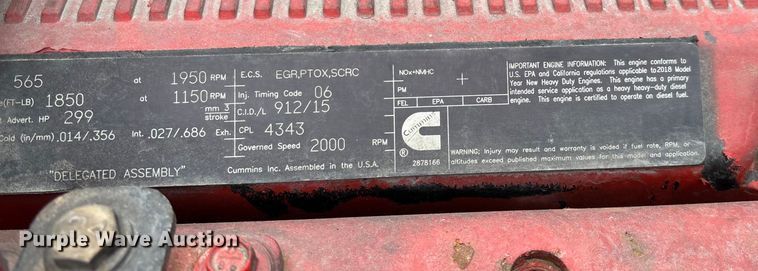 565 at 1950 RPM
(FT-LB) 1850 at 1150 RPM
Advert. HP 299 mm 3 stroke
Cold (in/mm) .014/.356 Int. .027/.686 Exh.
"DELEGATED ASSEMBLY"
E.C.S. EGR,PTOX,SCRC
Inj. Timing Code 06
C.I.D./L 912/15
CPL 4343
Governed Speed 2000 RPM
Cummins Inc. Assembled in the U.S.A.
NOx+NMHC
PM
FEL EPA CARB
Cummins
®
2878166
IMPORTANT ENGINE INFORMATION: This engine conforms to
U.S. EPA and California regulations applicable to 2018 Model
Year New Heavy Duty Engines. This engine has a primary
intended service application as a heavy heavy-duty diesel
engine. This engine is certified to operate on diesel fuel.
WARNING: Injury may result and warranty is voided if fuel rate, RPM, or
altitudes exceed published maximum values for this model and application.
Purple Wave Auction